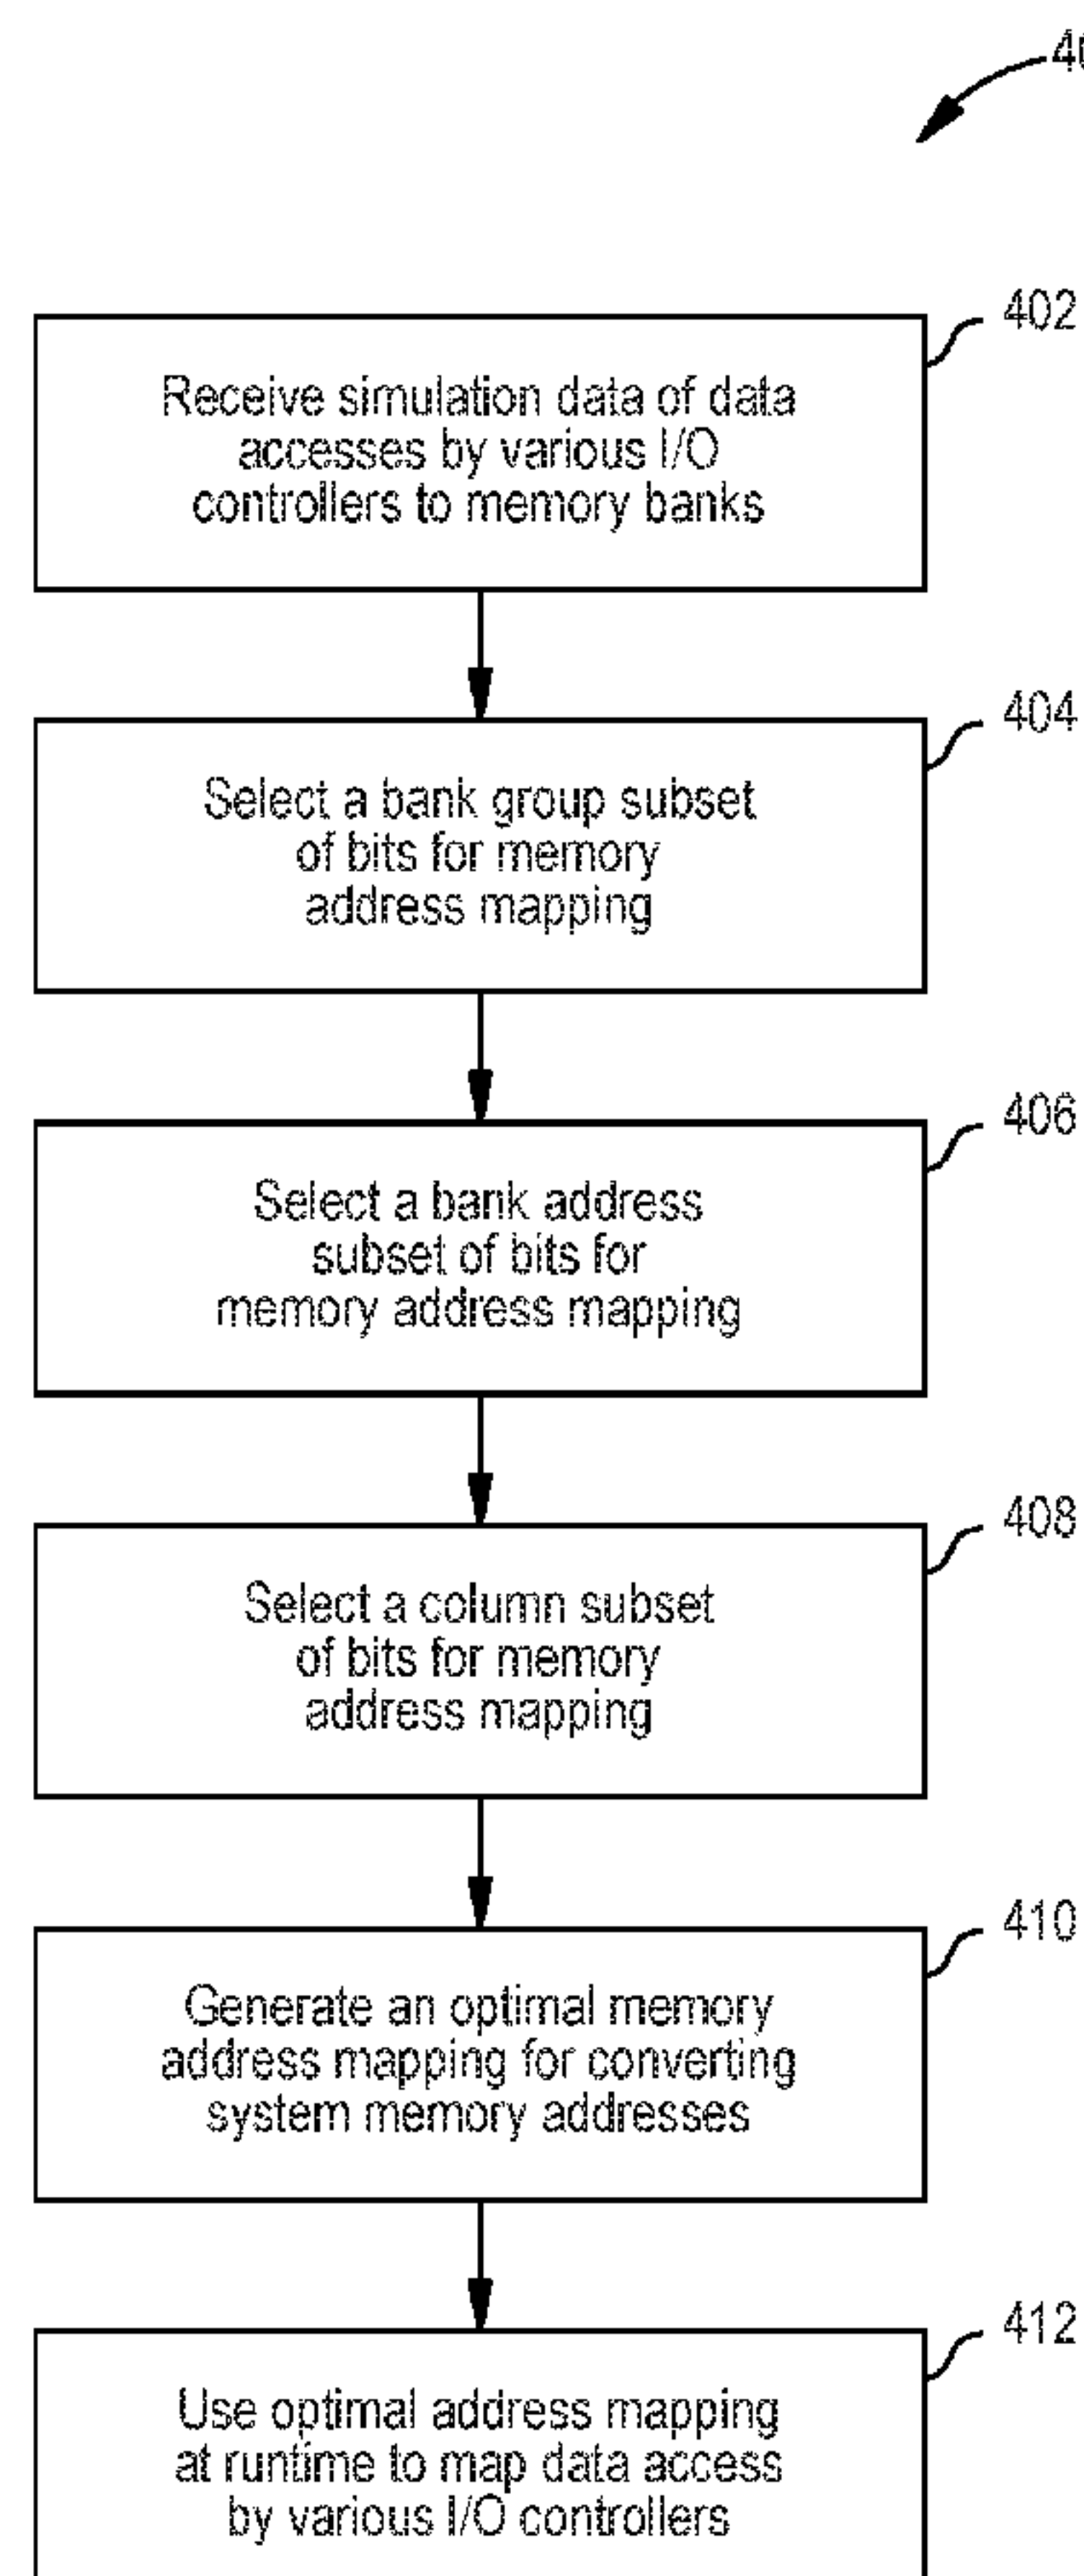 402
Receive simulation data of data
accesses by various I/O
controllers to memory banks
404
Select a bank group subset
of bits for memory
address mapping
406
Select a bank address
subset of bits for
memory address mapping
408
Select a column subset
of bits for memory
address mapping
410
Generate an optimal memory
address mapping for converting
system memory addresses
412
Use optimal address mapping
at runtime to map data access
by various I/O controllers